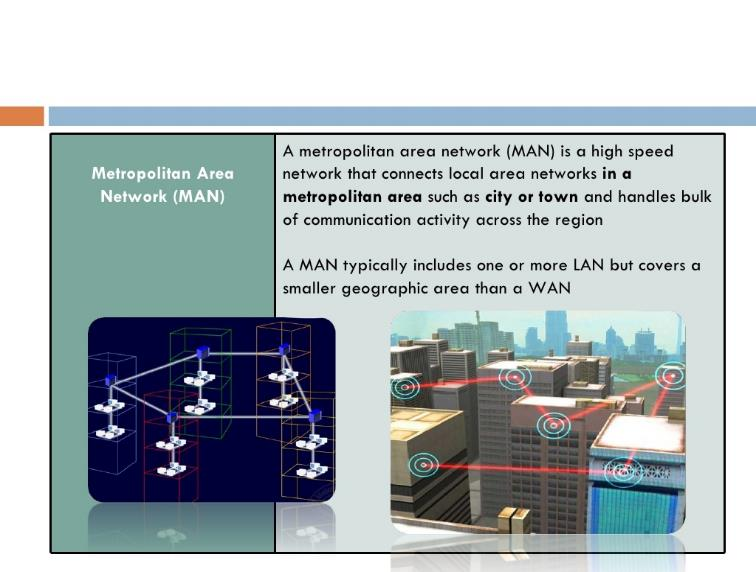 Metropolitan Area
Network (MAN)
A metropolitan area network (MAN) is a high speed
network that connects local area networks in a
metropolitan area such as city or town and handles bulk
of communication activity across the region
A MAN typically includes one or more LAN but covers a
smaller geographic area than a WAN